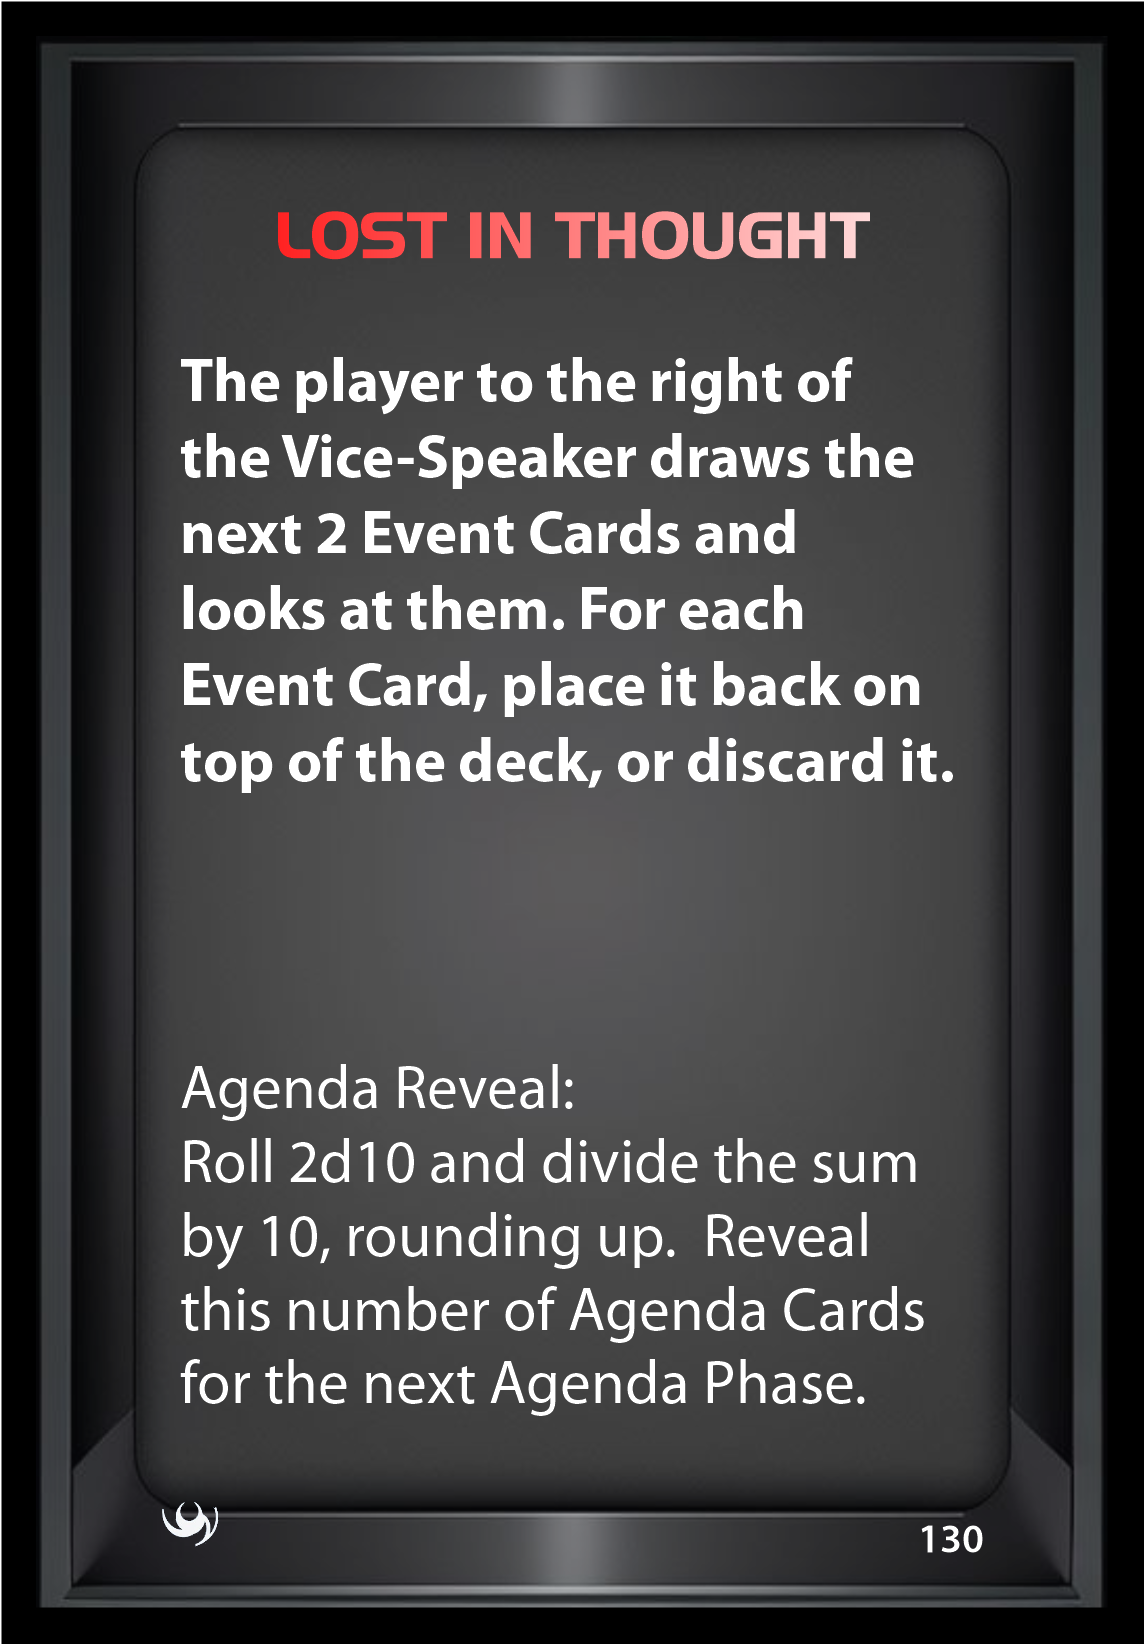 LOST IN THOUGHT
The player to the right of
the Vice-Speaker draws the
next 2 Event Cards and
looks at them. For each
Event Card, place it back on
top of the deck, or discard it.
Agenda Reveal:
Roll 2d10 and divide the sum
by 10, rounding up.  Reveal
this number of Agenda Cards
for the next Agenda Phase.
130